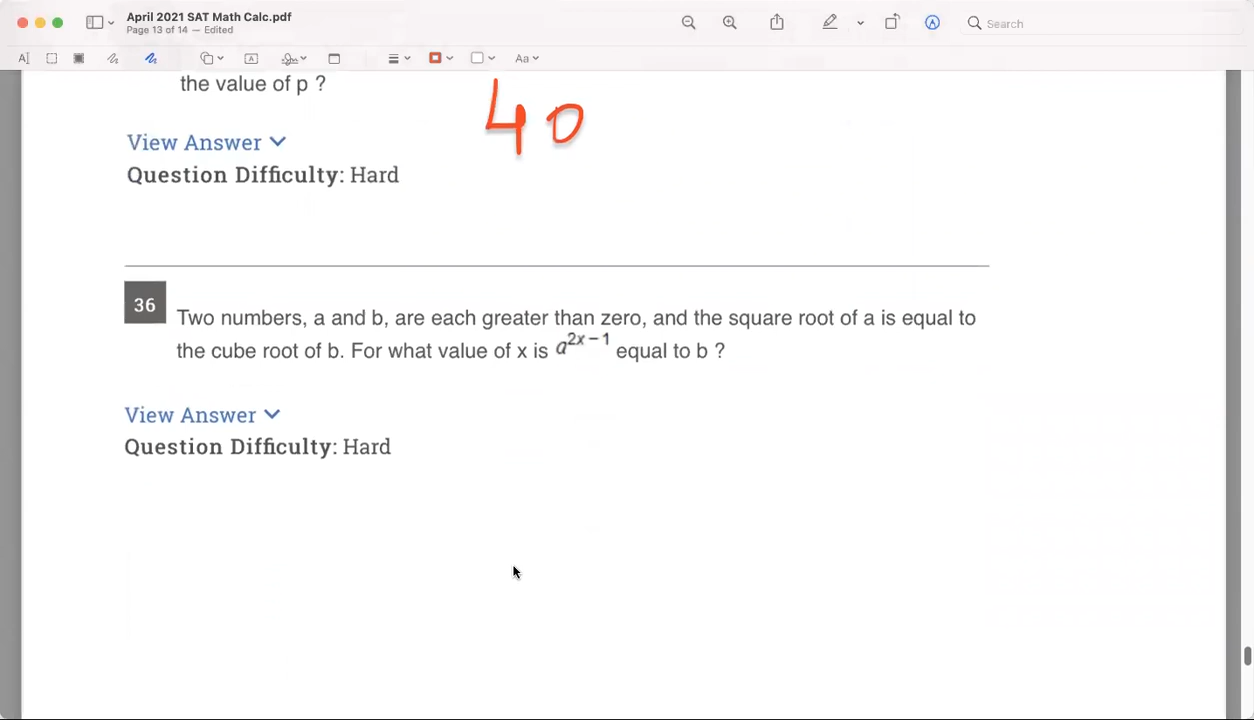 April 2021 SAT Math Calc.pdf
Page 13 of 14 — Edited
Search
Aa
the value of p ?
40
View Answer
Question Difficulty: Hard
36
Two numbers, a and b, are each greater than zero, and the square root of a is equal to
the cube root of b. For what value of x is a^{2x−1} equal to b ?
View Answer
Question Difficulty: Hard